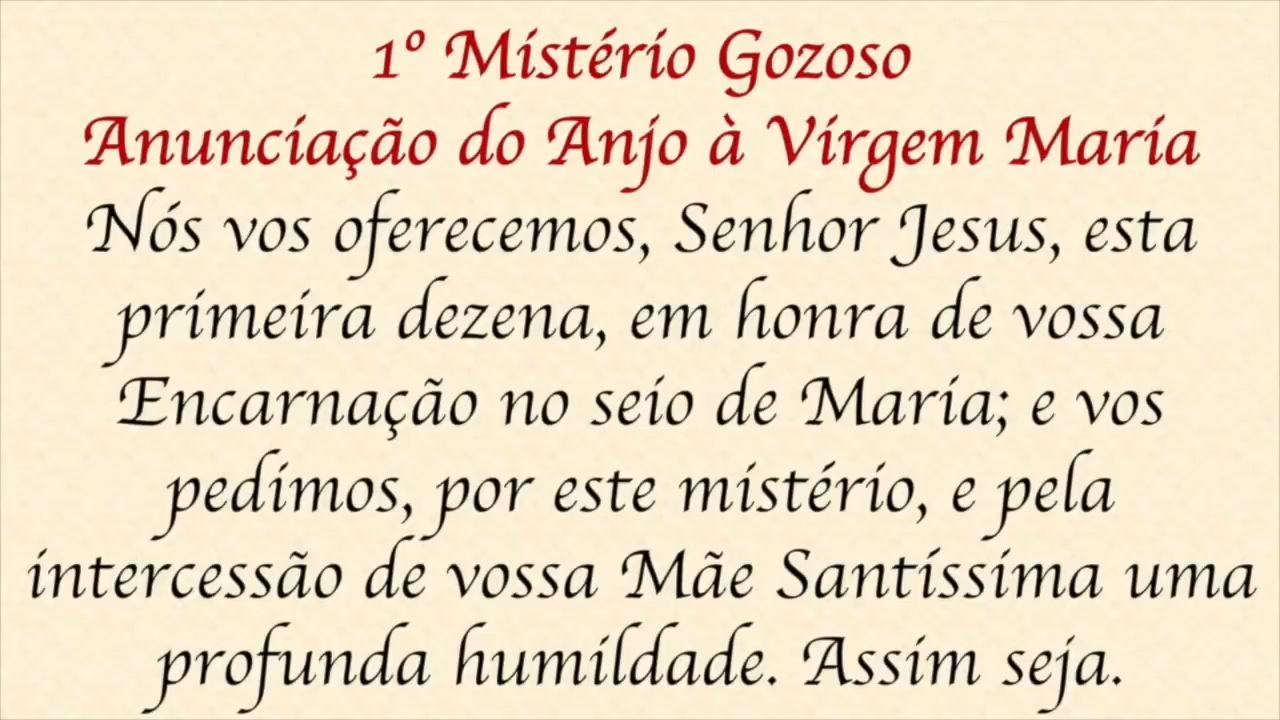 1º Mistério Gozoso
Anunciação do Anjo à Virgem Maria
Nós vos oferecemos, Senhor Jesus, esta
primeira dezena, em honra de vossa
Encarnação no seio de Maria; e vos
pedimos, por este mistério, e pela
intercessão de vossa Mãe Santíssima uma
profunda humildade. Assim seja.